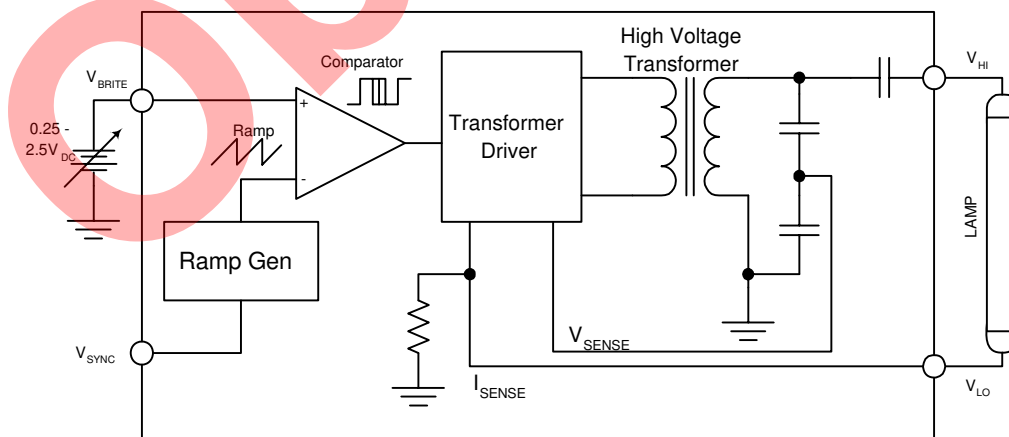 High Voltage
Transformer
Comparator
V_BRITE
V_HI
+
0.25 -
2.5V_DC
Ramp
Transformer
Driver
-
LAMP
Ramp Gen
V_SENSE
V_SYNC
I_SENSE
V_LO